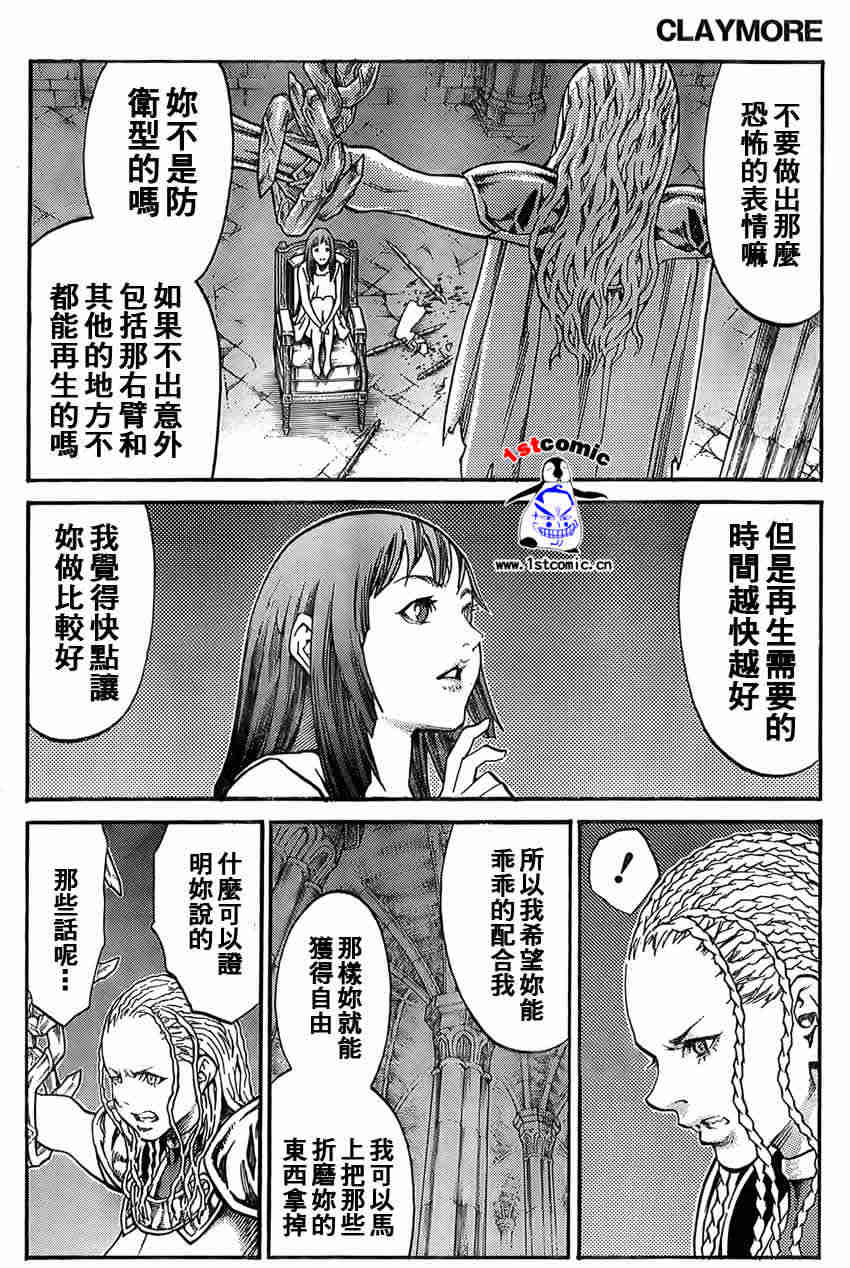 CLAYMORE
不要做出那麼
恐怖的表情嘛
妳不是防
衛型的嗎
如果不出意外
包括那右臂和
其他的地方不
都能再生的嗎
1stcomic
www.1stcomic.cn
但是再生需要的
時間越快越好
我覺得快點讓
妳做比較好
！
所以我希望妳能
乖乖的配合我
那樣妳就能
獲得自由
我可以馬
上把那些
折磨妳的
東西拿掉
什麼可以證
明妳說的
那些話呢…